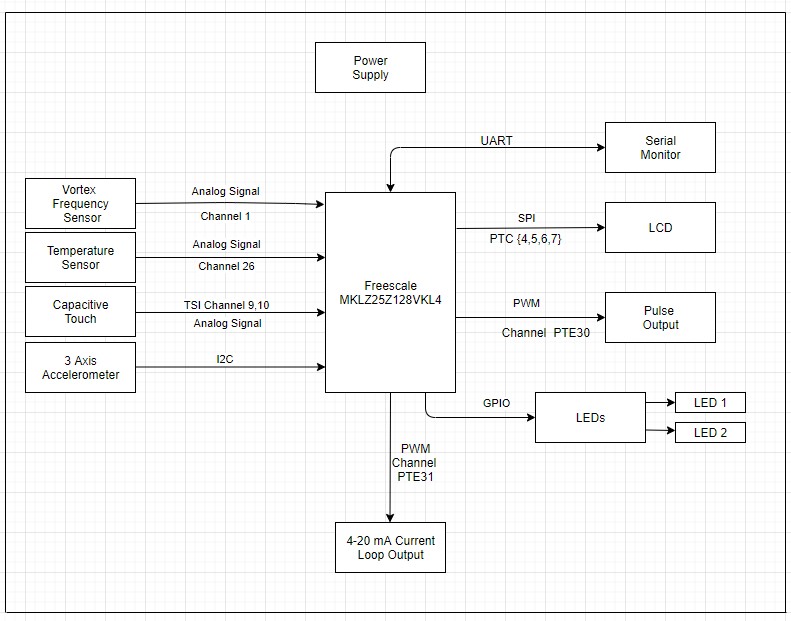 Power
Supply
UART
Serial
Monitor
Vortex
Frequency
Sensor
Analog Signal
Channel 1
SPI
PTC {4,5,6,7}
LCD
Temperature
Sensor
Analog Signal
Channel 26
Freescale
MKLZ25Z128VKL4
Capacitive
Touch
TSI Channel 9,10
Analog Signal
PWM
Channel PTE30
Pulse
Output
3 Axis
Accelerometer
I2C
GPIO
LEDs
LED 1
LED 2
PWM
Channel
PTE31
4-20 mA Current
Loop Output